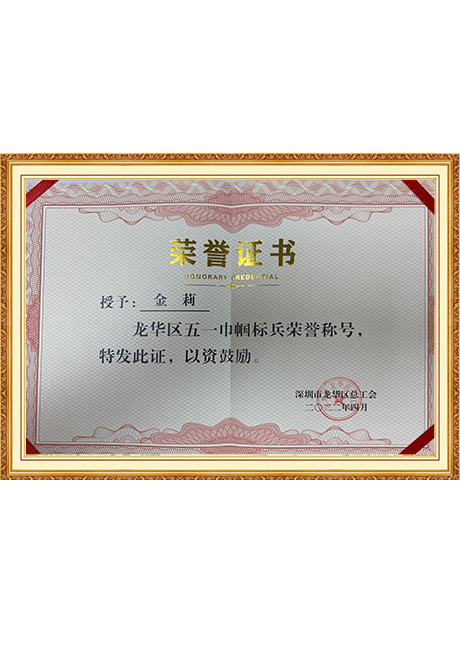 荣誉证书
HONORARY CREDENTIAL
授予：金 莉
龙华区五一巾帼标兵荣誉称号，
特发此证，以资鼓励。
深圳市龙华区总工会
二〇二二年四月